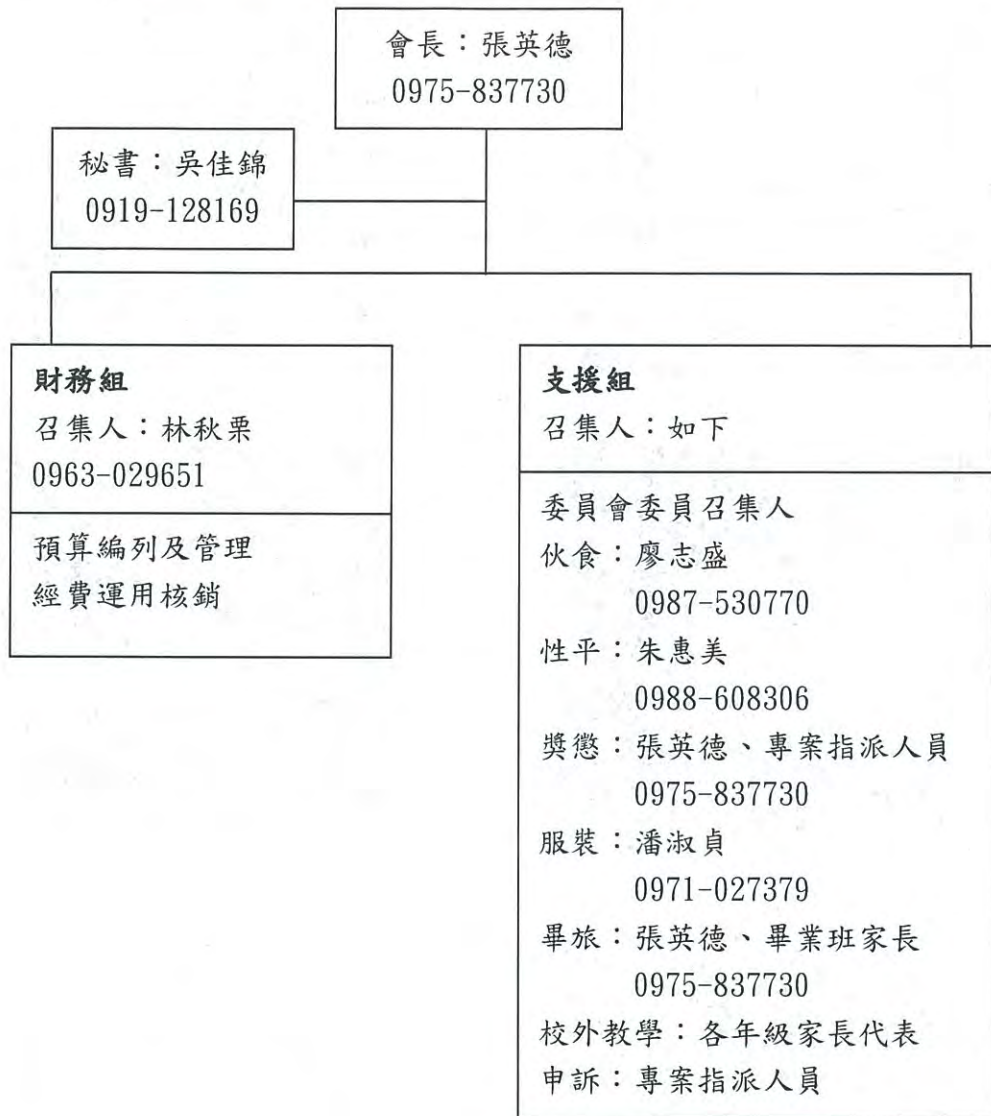 會長：張英德
0975-837730
秘書：吳佳錦
0919-128169
財務組
召集人：林秋栗
0963-029651
預算編列及管理
經費運用核銷
支援組
召集人：如下
委員會委員召集人
伙食：廖志盛
0987-530770
性平：朱惠美
0988-608306
獎懲：張英德、專案指派人員
0975-837730
服裝：潘淑貞
0971-027379
畢旅：張英德、畢業班家長
0975-837730
校外教學：各年級家長代表
申訴：專案指派人員